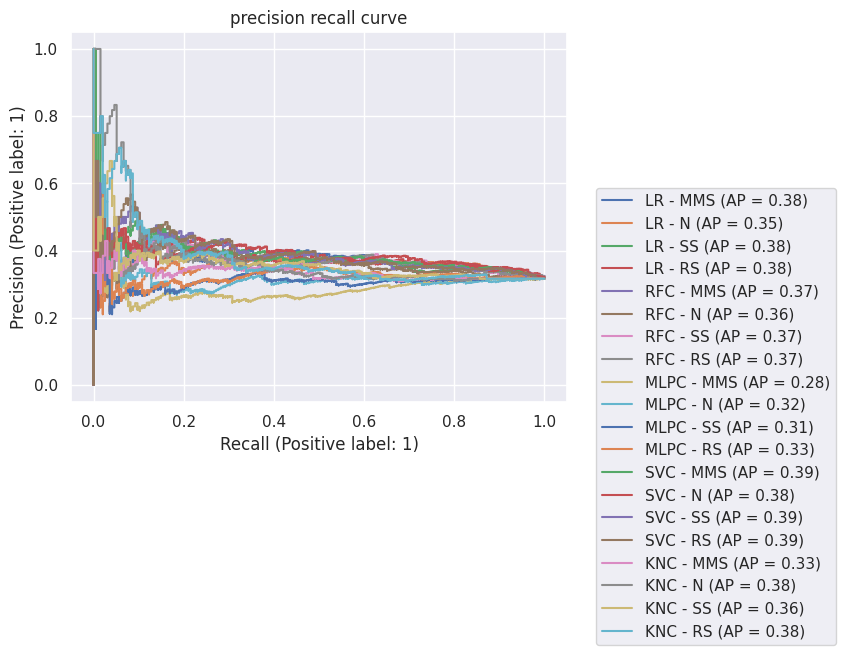 precision recall curve
1.0
0.8
0.6
0.4
0.2
0.0
Precision (Positive label: 1)
0.0 0.2 0.4 0.6 0.8 1.0
Recall (Positive label: 1)
LR - MMS (AP = 0.38)
LR - N (AP = 0.35)
LR - SS (AP = 0.38)
LR - RS (AP = 0.38)
RFC - MMS (AP = 0.37)
RFC - N (AP = 0.36)
RFC - SS (AP = 0.37)
RFC - RS (AP = 0.37)
MLPC - MMS (AP = 0.28)
MLPC - N (AP = 0.32)
MLPC - SS (AP = 0.31)
MLPC - RS (AP = 0.33)
SVC - MMS (AP = 0.39)
SVC - N (AP = 0.38)
SVC - SS (AP = 0.39)
SVC - RS (AP = 0.39)
KNC - MMS (AP = 0.33)
KNC - N (AP = 0.38)
KNC - SS (AP = 0.36)
KNC - RS (AP = 0.38)